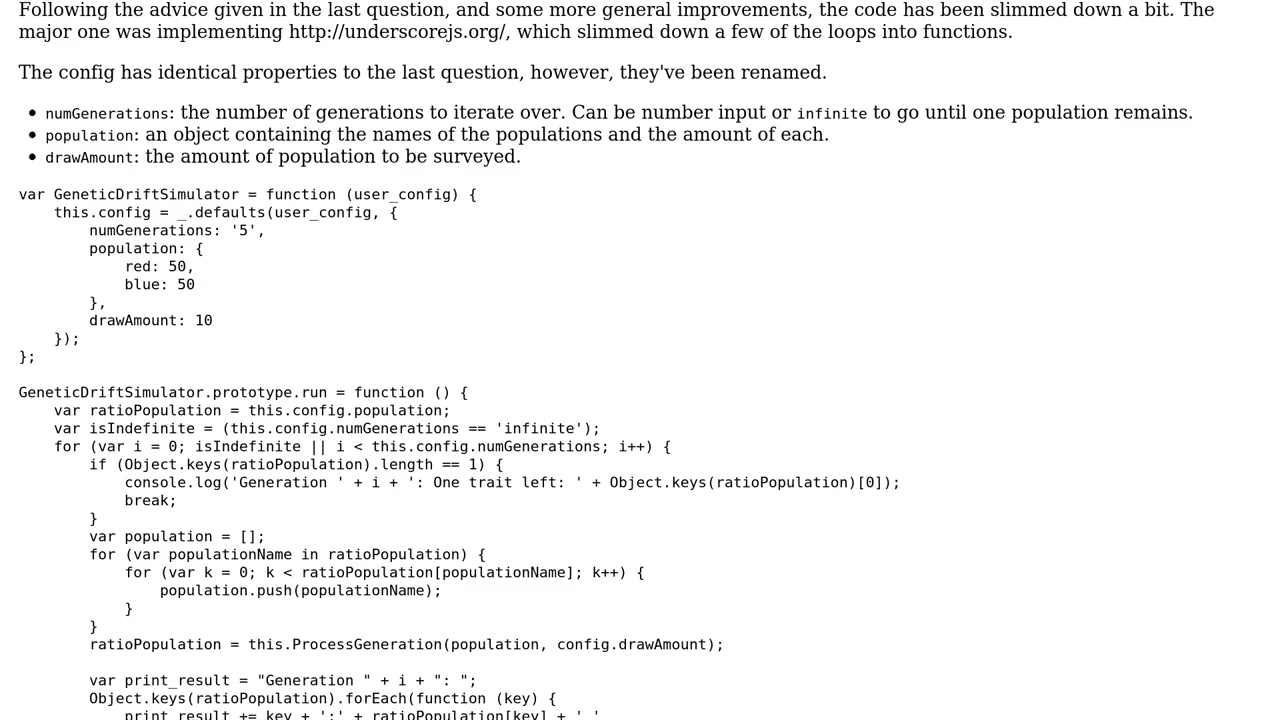 Following the advice given in the last question, and some more general improvements, the code has been slimmed down a bit. The
major one was implementing http://underscorejs.org/, which slimmed down a few of the loops into functions.
The config has identical properties to the last question, however, they've been renamed.
• numGenerations: the number of generations to iterate over. Can be number input or infinite to go until one population remains.
• population: an object containing the names of the populations and the amount of each.
• drawAmount: the amount of population to be surveyed.
var GeneticDriftSimulator = function (user_config) {
    this.config = _.defaults(user_config, {
        numGenerations: '5',
        population: {
            red: 50,
            blue: 50
        },
        drawAmount: 10
    });
};
GeneticDriftSimulator.prototype.run = function () {
    var ratioPopulation = this.config.population;
    var isIndefinite = (this.config.numGenerations == 'infinite');
    for (var i = 0; isIndefinite || i < this.config.numGenerations; i++) {
        if (Object.keys(ratioPopulation).length == 1) {
            console.log('Generation ' + i + ': One trait left: ' + Object.keys(ratioPopulation)[0]);
            break;
        }
        var population = [];
        for (var populationName in ratioPopulation) {
            for (var k = 0; k < ratioPopulation[populationName]; k++) {
                population.push(populationName);
            }
        }
        ratioPopulation = this.ProcessGeneration(population, config.drawAmount);
        var print_result = "Generation " + i + ": ";
        Object.keys(ratioPopulation).forEach(function (key) {
            print_result += key + ':' + ratioPopulation[key] + ' '